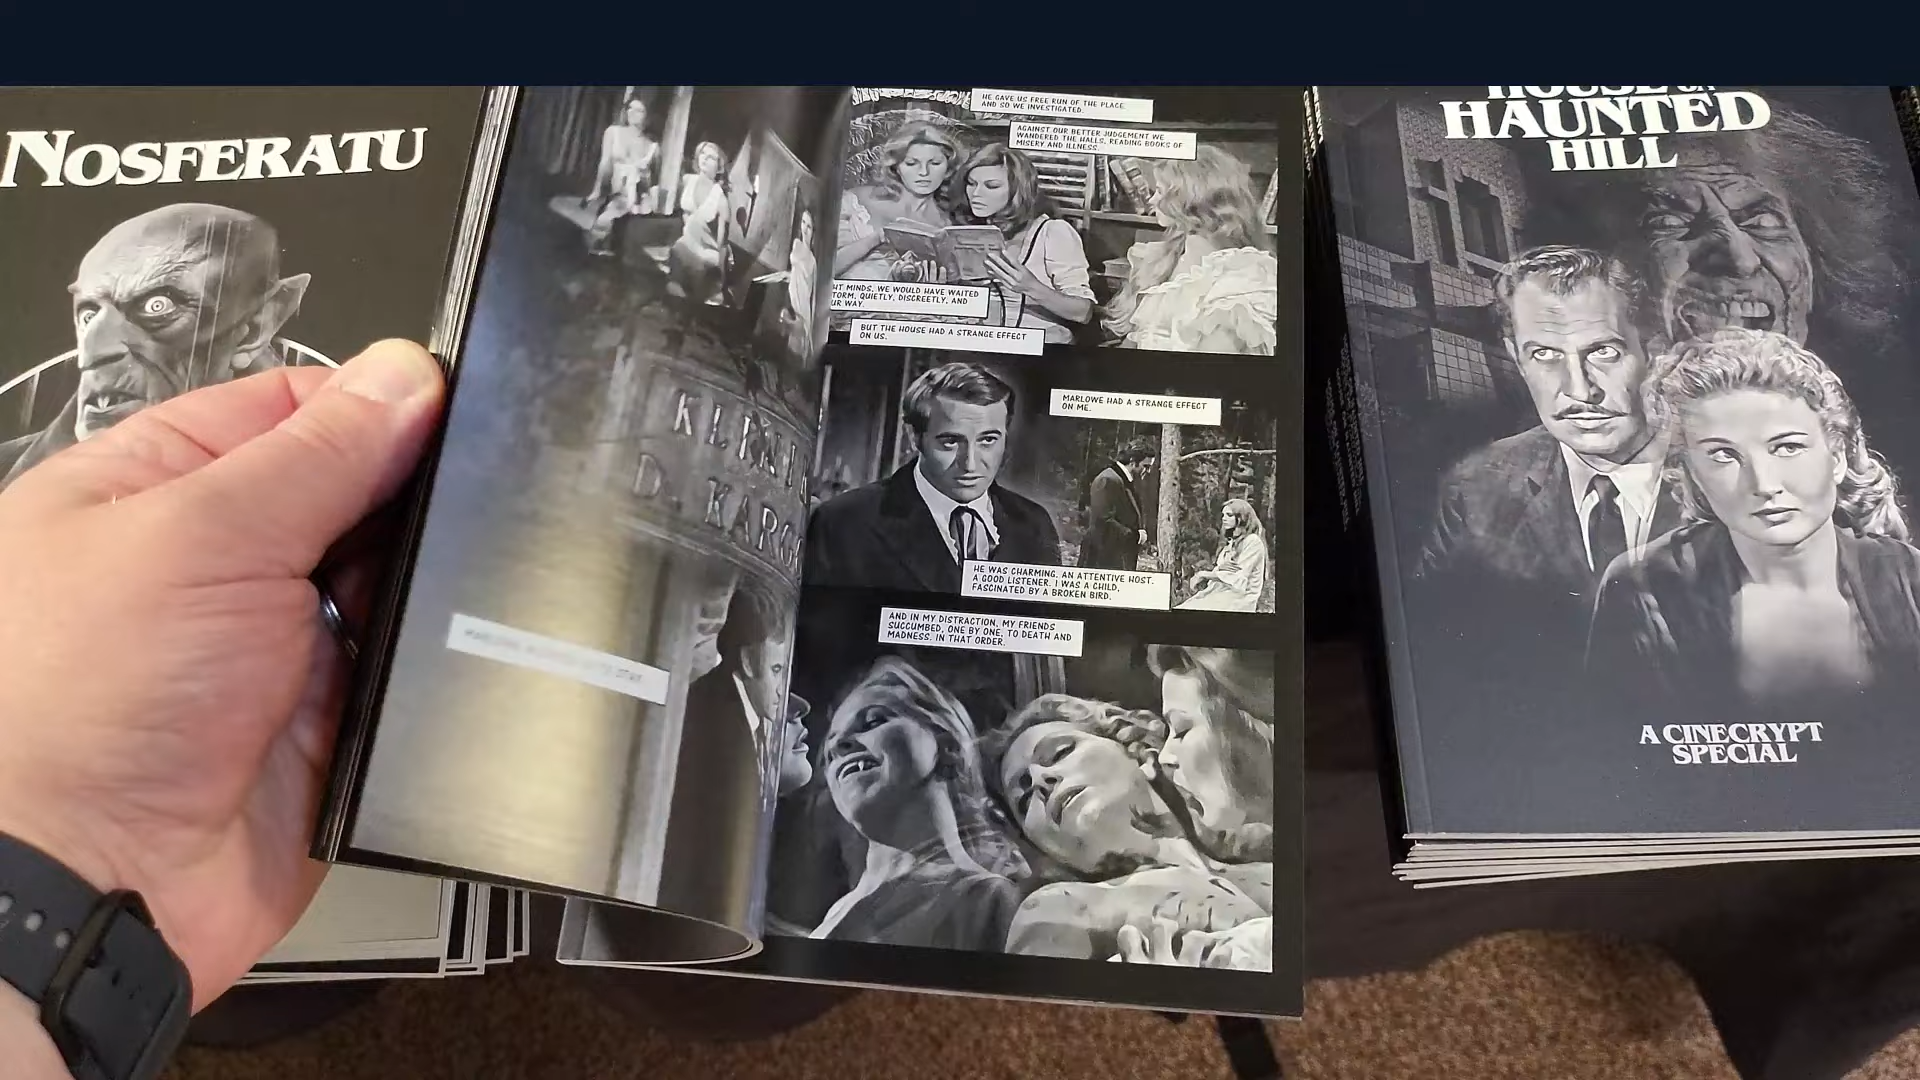 NOSFERATU
KLEN
D. KARG
HE GAVE US FREE RUN OF THE PLACE.
AND SO WE INVESTIGATED.
AGAINST OUR BETTER JUDGEMENT WE
WANDERED THE HALLS, READING BOOKS OF
MISERY AND ILLNESS.
HT MINDS, WE WOULD HAVE WAITED
TORM, QUIETLY, DISCREETLY, AND
UR WAY.
BUT THE HOUSE HAD A STRANGE EFFECT
ON US.
MARLOWE HAD A STRANGE EFFECT
ON ME.
HE WAS CHARMING. AN ATTENTIVE HOST.
A GOOD LISTENER. I WAS A CHILD,
FASCINATED BY A BROKEN BIRD.
AND IN MY DISTRACTION, MY FRIENDS
SUCCUMBED, ONE BY ONE, TO DEATH AND
MADNESS. IN THAT ORDER.
HOUSE ON
HAUNTED
HILL
A CINECRYPT
SPECIAL